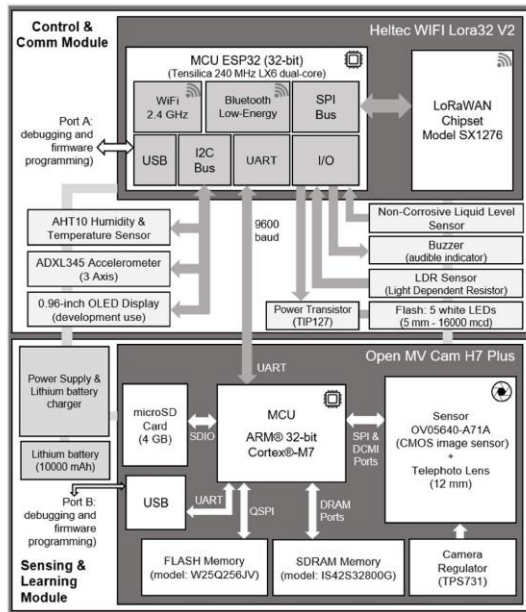 Control &
Comm Module
Heltec WIFI Lora32 V2
MCU ESP32 (32-bit)
(Tensilica 240 MHz LX6 dual-core)
WiFi
2.4 GHz
Bluetooth
Low-Energy
SPI
Bus
USB
I2C
Bus
UART
I/O
LoRaWAN
Chipset
Model SX1276
Port A:
debugging and
firmware
programming)
AHT10 Humidity &
Temperature Sensor
ADXL345 Accelerometer
(3 Axis)
0.96-inch OLED Display
(development use)
9600
baud
Non-Corrosive Liquid Level
Sensor
Buzzer
(audible indicator)
LDR Sensor
(Light Dependent Resistor)
Power Transistor
(TIP127)
Flash: 5 white LEDs
(5 mm - 16000 mcd)
Open MV Cam H7 Plus
UART
Power Supply &
Lithium battery
charger
Lithium battery
(10000 mAh)
microSD
Card
(4 GB)
SDIO
MCU
ARM® 32-bit
Cortex®-M7
SPI &
DCMI
Ports
Sensor
OV05640-A71A
(CMOS image sensor)
+
Telephoto Lens
(12 mm)
Port B:
debugging and
firmware
programming)
USB
UART
QSPI
DRAM
Ports
FLASH Memory
(model: W25Q256JV)
SDRAM Memory
(model: IS42S32800G)
Camera
Regulator
(TPS731)
Sensing &
Learning
Module